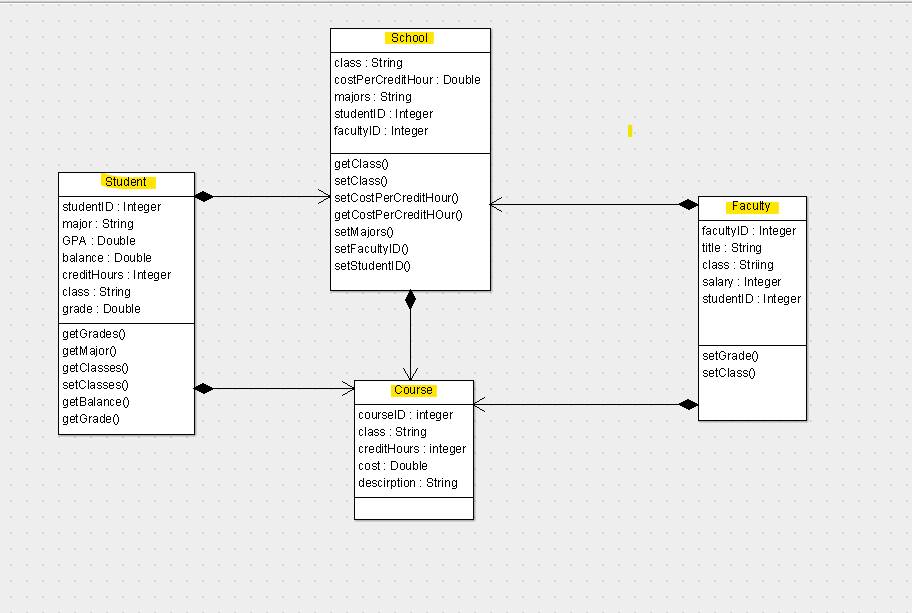 School
class : String
costPerCreditHour : Double
majors : String
studentID : Integer
facultyID : Integer
getClass()
setClass()
setCostPerCreditHour()
getCostPerCreditHOur()
setMajors()
setFacultyID()
setStudentID()
Student
studentID : Integer
major : String
GPA : Double
balance : Double
creditHours : Integer
class : String
grade : Double
getGrades()
getMajor()
getClasses()
setClasses()
getBalance()
getGrade()
Faculty
facultyID : Integer
title : String
class : Striing
salary : Integer
studentID : Integer
setGrade()
setClass()
Course
courseID : integer
class : String
creditHours : integer
cost : Double
descirption : String